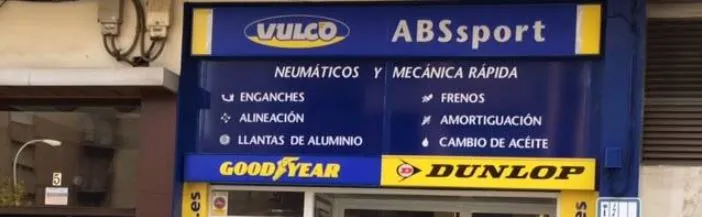 VULCO ABSsport
NEUMÁTICOS Y MECÁNICA RÁPIDA
ENGANCHES
ALINEACIÓN
LLANTAS DE ALUMINIO
FRENOS
AMORTIGUACIÓN
CAMBIO DE ACÉITE
GOODYEAR DUNLOP
5